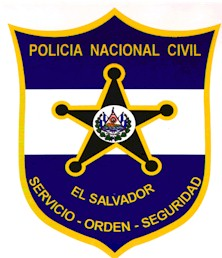 POLICIA NACIONAL CIVIL
EL SALVADOR
SERVICIO - ORDEN - SEGURIDAD